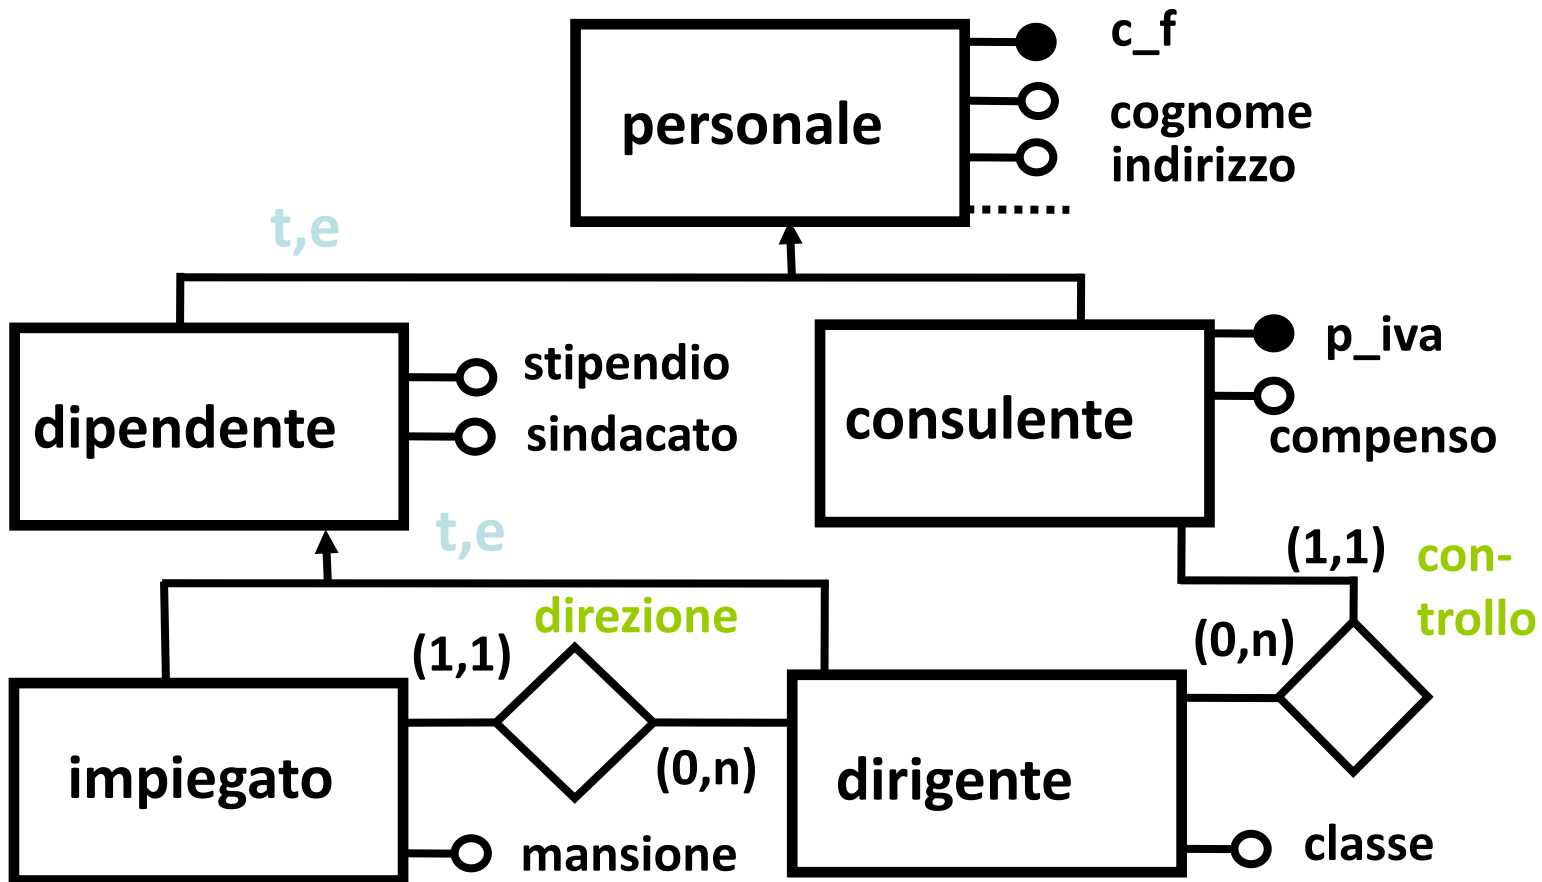 c_f
personale
cognome
indirizzo
t,e
stipendio
p_iva
dipendente
sindacato
consulente
compenso
t,e
(1,1)
con-
trollo
direzione
(1,1)
(0,n)
impiegato
(0,n)
dirigente
mansione
classe